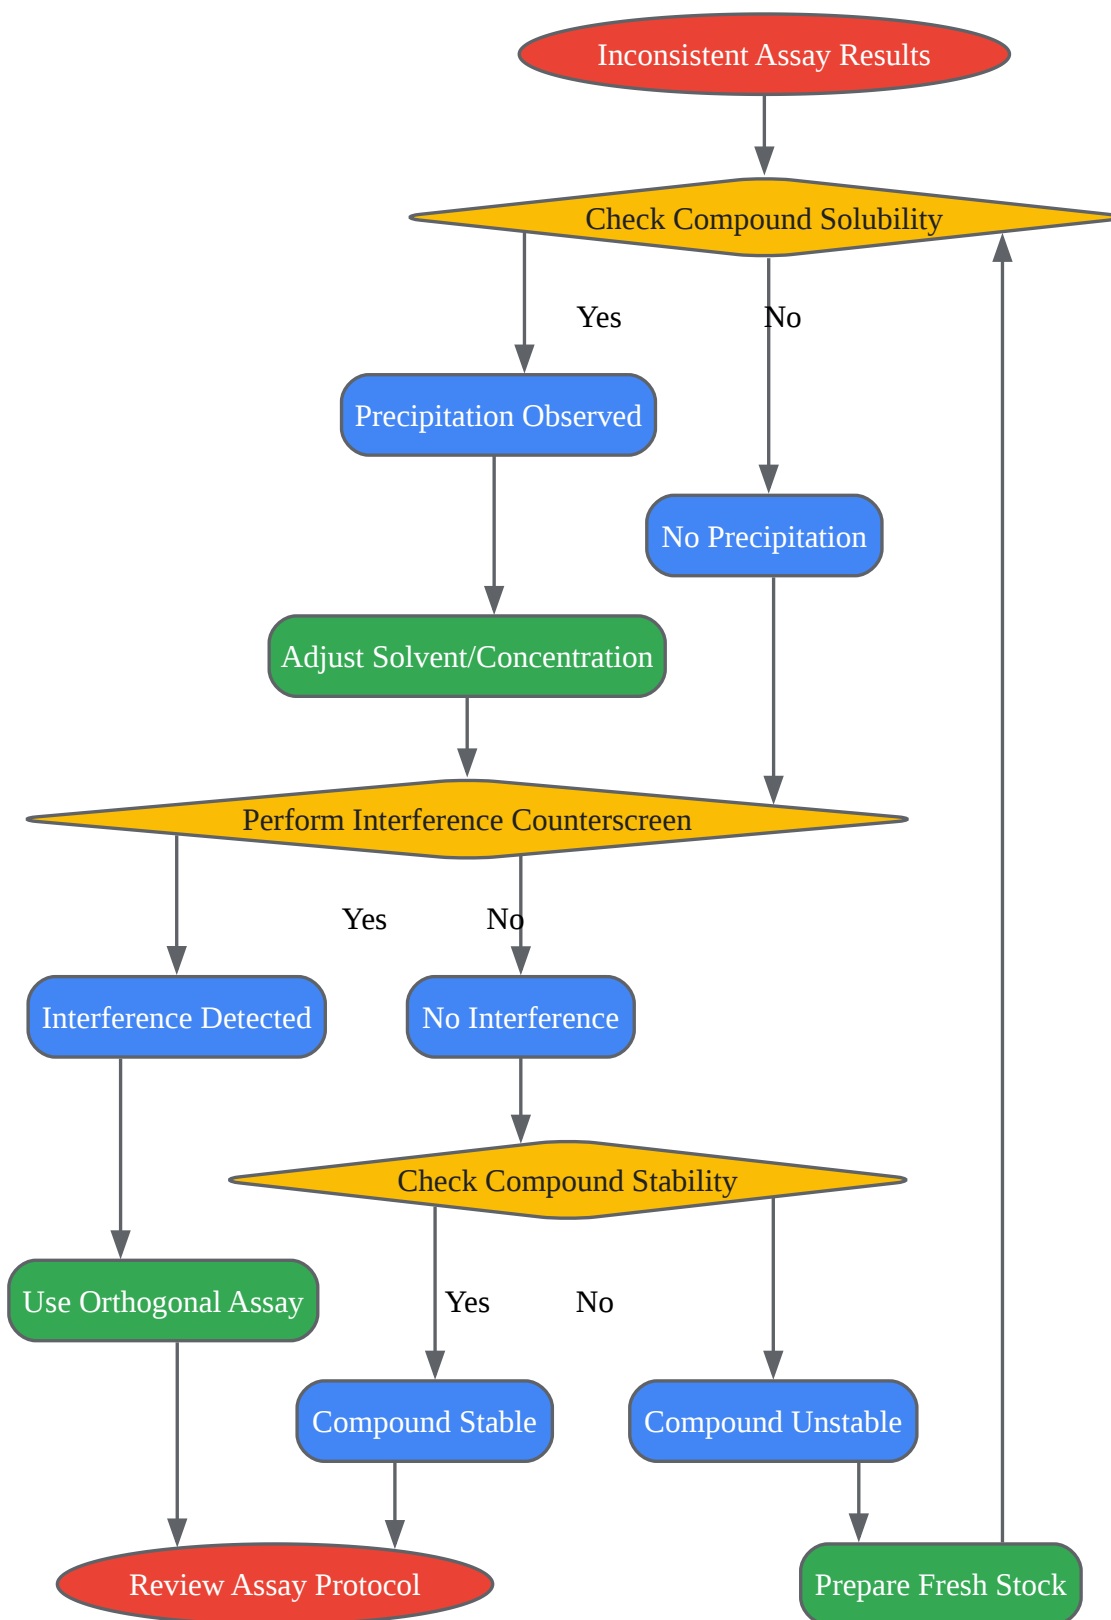 Inconsistent Assay Results
Check Compound Solubility
Yes
No
Precipitation Observed
No Precipitation
Adjust Solvent/Concentration
Perform Interference Counterscreen
Yes
No
Interference Detected
No Interference
Check Compound Stability
Use Orthogonal Assay
Yes
No
Compound Stable
Compound Unstable
Review Assay Protocol
Prepare Fresh Stock